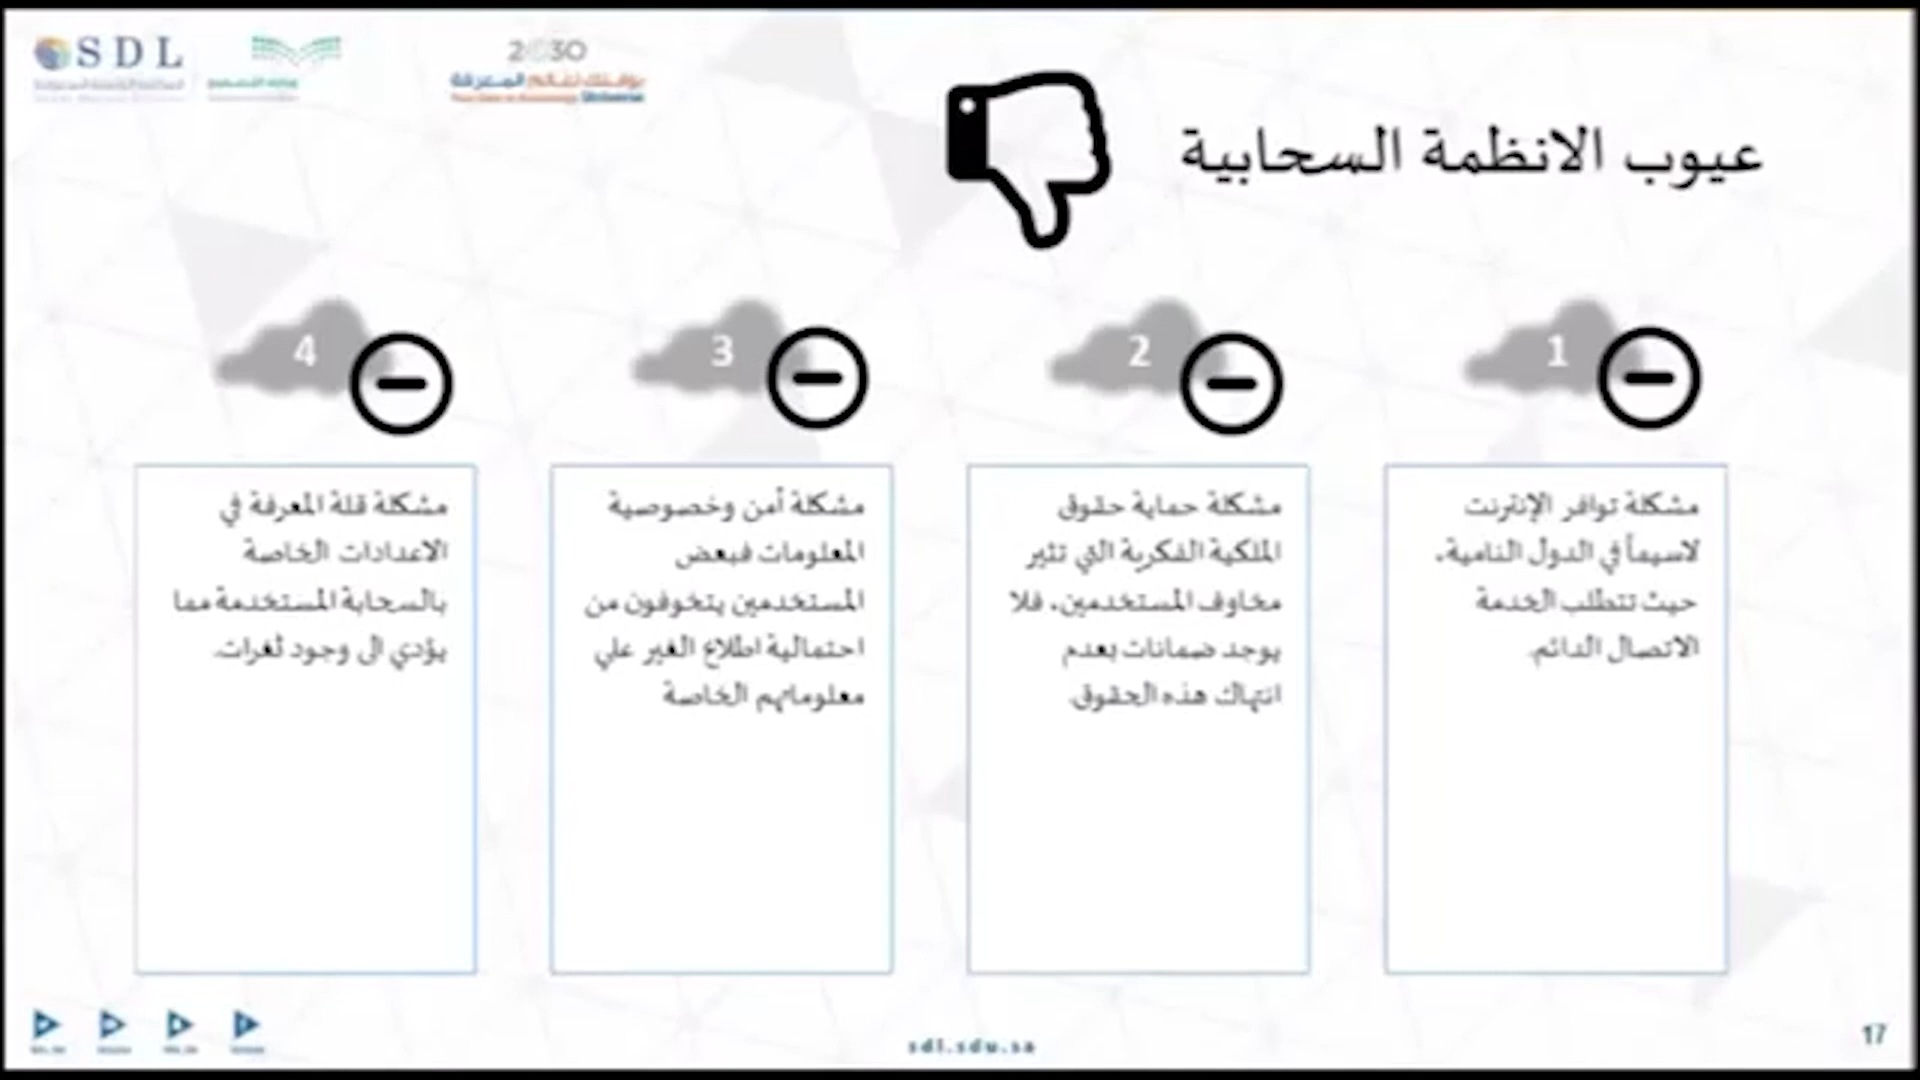 SDL
2030
بوابتك لعالم المعرفة
عيوب الانظمة السحابية
1
مشكلة توافر الإنترنت
لاسيماً في الدول النامية،
حيث تتطلب الخدمة
الاتصال الدائم.
2
مشكلة حماية حقوق
الملكية الفكرية التي تثير
مخاوف المستخدمين، فلا
يوجد ضمانات بعدم
انتهاك هذه الحقوق.
3
مشكلة أمن وخصوصية
المعلومات فبعض
المستخدمين يتخوفون من
احتمالية اطلاع الغير علي
معلوماتهم الخاصة
4
مشكلة قلة المعرفة في
الاعدادات الخاصة
بالسحابة المستخدمة مما
يؤدي الى وجود ثغرات.
sdl.sdu.sa
17